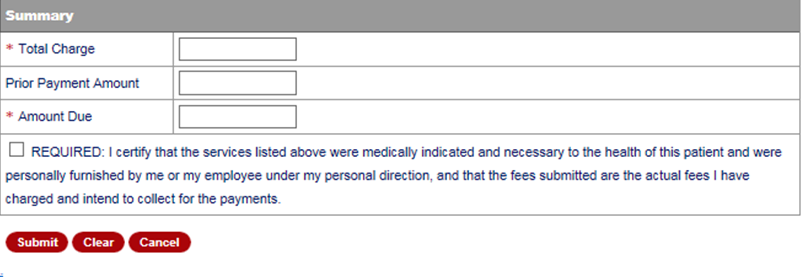 Summary
* Total Charge
Prior Payment Amount
* Amount Due
REQUIRED: I certify that the services listed above were medically indicated and necessary to the health of this patient and were
personally furnished by me or my employee under my personal direction, and that the fees submitted are the actual fees I have
charged and intend to collect for the payments.
Submit Clear Cancel